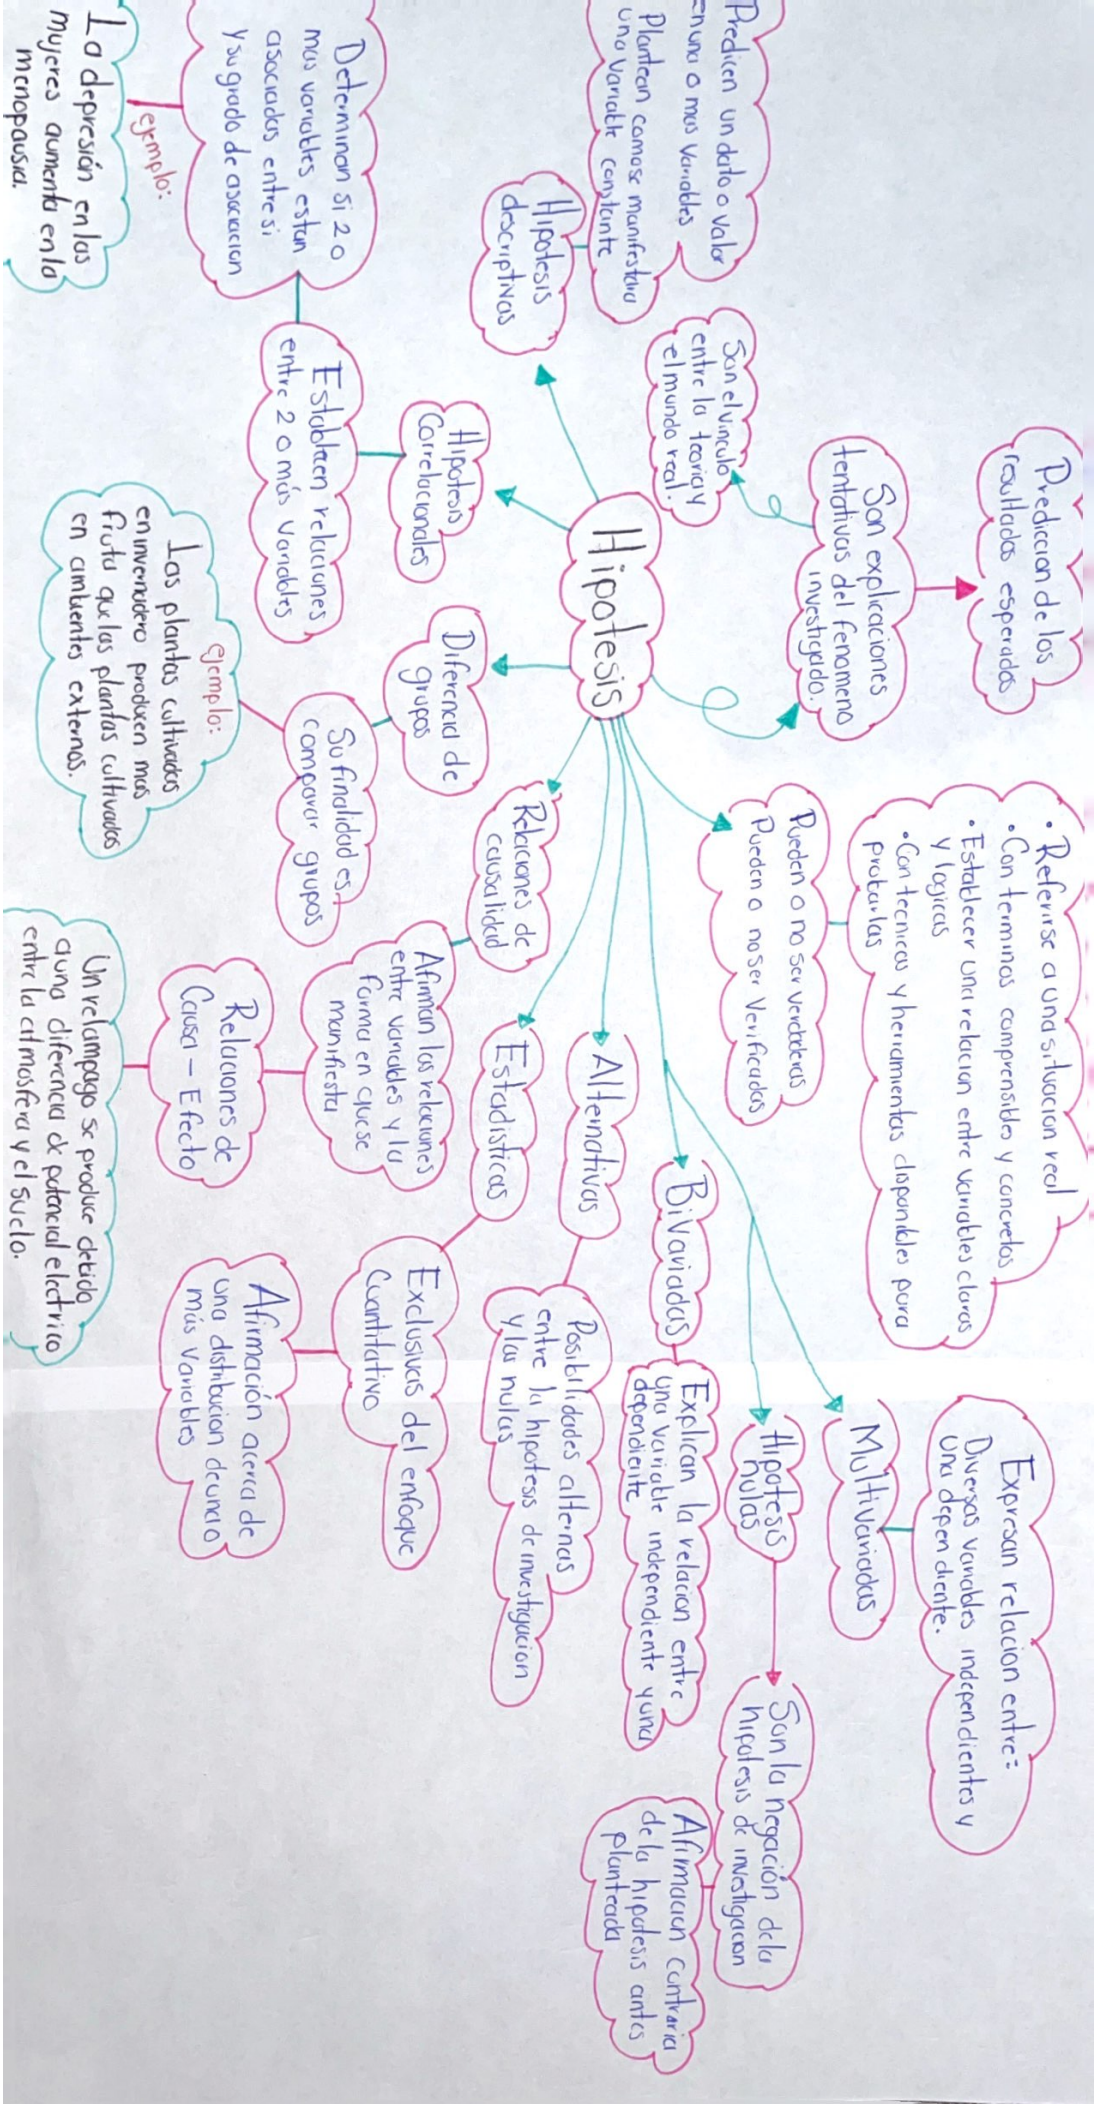 Prediccion de los
resultados esperados
Son explicaciones
tentativas del fenomeno
investigado.
Son el vinculo
entre la teoria y
el mundo real.
• Referirse a una situacion real
• Con terminos comprensibles y concretos
• Establecer una relacion entre variables claras
y logicas
• Con tecnicas y herramientas disponibles para
probarlas
Pueden o no ser verdaderas
Pueden o no ser Verificadas
Expresan relacion entre:
Diversas variables independientes y
una dependiente.
Multivariadas
Hipotesis
nulas
Son la negación de la
hipotesis de investigacion
Afirmacion contraria
de la hipotesis antes
planteada
Predicen un dato o valor
en una o mas variables
Plantean como se manifestara
una variable constante
Hipotesis
descriptivas
Hipotesis
Bivariadas
Explican la relacion entre
una variable independiente y una
dependiente
Alternativas
Posibilidades alternas
entre la hipotesis de investigacion
y las nulas
Estadisticas
Exclusivas del enfoque
Cuantitativo
Afirmación acerca de
una distribucion de una o
más variables
Hipotesis
Correlacionales
Establecen relaciones
entre 2 o más variables
Determinan si 2 o
mas variables estan
asociadas entre si
y su grado de asociacion
ejemplo:
La depresión en las
mujeres aumenta en la
menopausia.
Diferencia de
grupos
Su finalidad es
comparar grupos
ejemplo:
Las plantas cultivadas
en invernadero producen mas
fruta que las plantas cultivadas
en ambientes externos.
Relaciones de
causalidad
Afirman las relaciones
entre variables y la
forma en que se
manifiesta
Relaciones de
Causa - Efecto
Un relampago se produce debido
a una diferencia de potencial electrico
entre la atmosfera y el suelo.